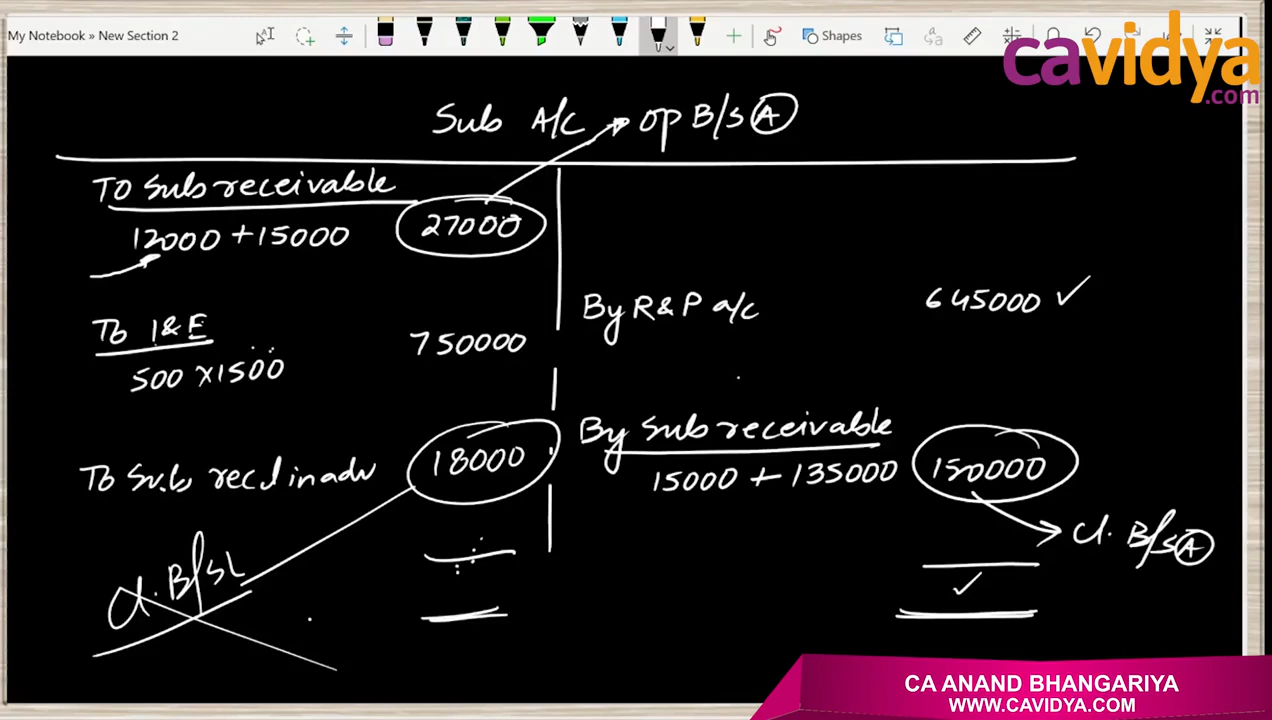 My Notebook » New Section 2
Shapes
cavidya
.com
Sub A/c → op B/S A
To Sub receivable
12000 + 15000 27000
By R & P a/c 645000 ✓
To I & E 750000
500 × 1500
By Sub receivable
15000 + 135000 150000
To Sub recd in adv 18000
Cl. B/S A
Cl. B/S L
✓
CA ANAND BHANGARIYA
WWW.CAVIDYA.COM